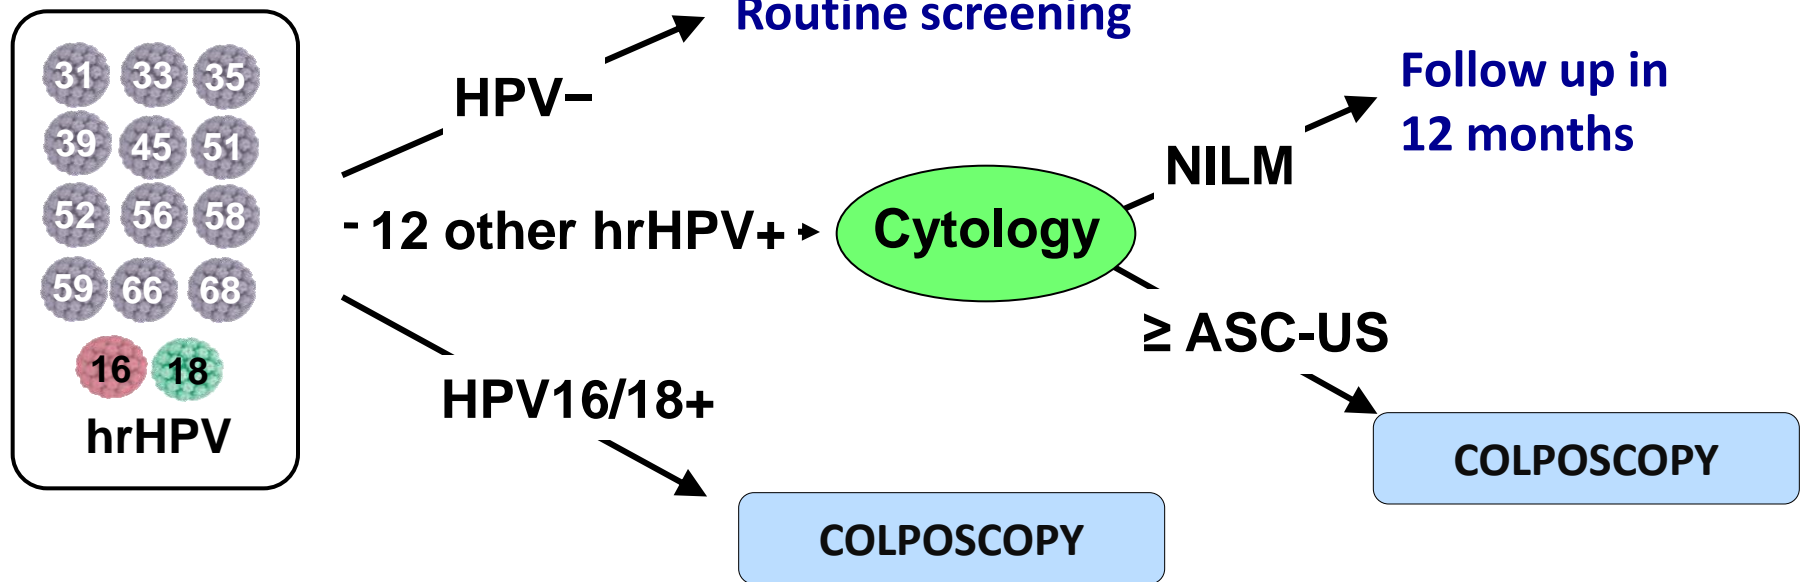 31 33 35
39 45 51
52 56 58
59 66 68
16 18
hrHPV
Routine screening
HPV−
12 other hrHPV+
HPV16/18+
Cytology
NILM
Follow up in
12 months
≥ ASC-US
COLPOSCOPY
COLPOSCOPY